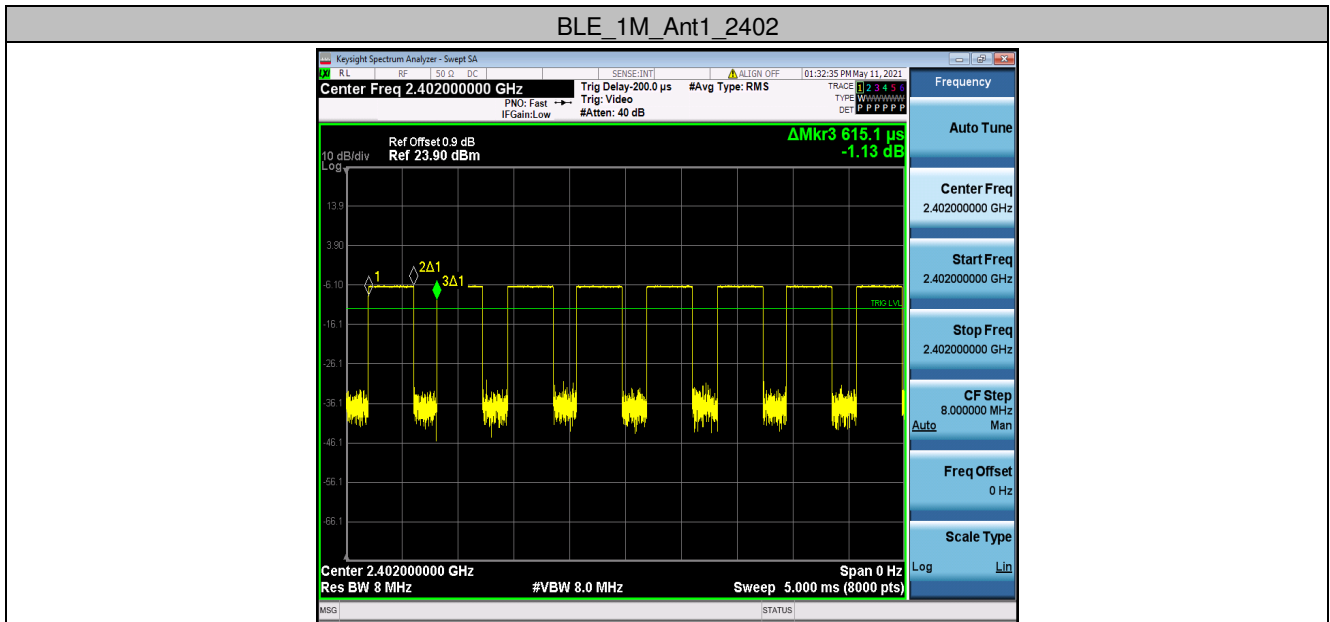 BLE_1M_Ant1_2402
Keysight Spectrum Analyzer - Swept SA
RL RF 50 Ω DC SENSE:INT ALIGN OFF 01:32:35 PM May 11, 2021
Center Freq 2.402000000 GHz
PNO: Fast
IFGain:Low
Trig Delay-200.0 µs
Trig: Video
#Atten: 40 dB
#Avg Type: RMS
TRACE 1 2 3 4 5 6
TYPE WWWWWW
DET P P P P P P
Frequency
ΔMkr3 615.1 µs
-1.13 dB
Ref Offset 0.9 dB
10 dB/div Ref 23.90 dBm
Log
13.9
3.90
-6.10
-16.1
-26.1
-36.1
-46.1
-56.1
-66.1
1
2Δ1
3Δ1
TRIG LVL
Center 2.402000000 GHz Span 0 Hz
Res BW 8 MHz #VBW 8.0 MHz Sweep 5.000 ms (8000 pts)
Auto Tune
Center Freq
2.402000000 GHz
Start Freq
2.402000000 GHz
Stop Freq
2.402000000 GHz
CF Step
8.000000 MHz
Auto Man
Freq Offset
0 Hz
Scale Type
Log Lin
MSG STATUS